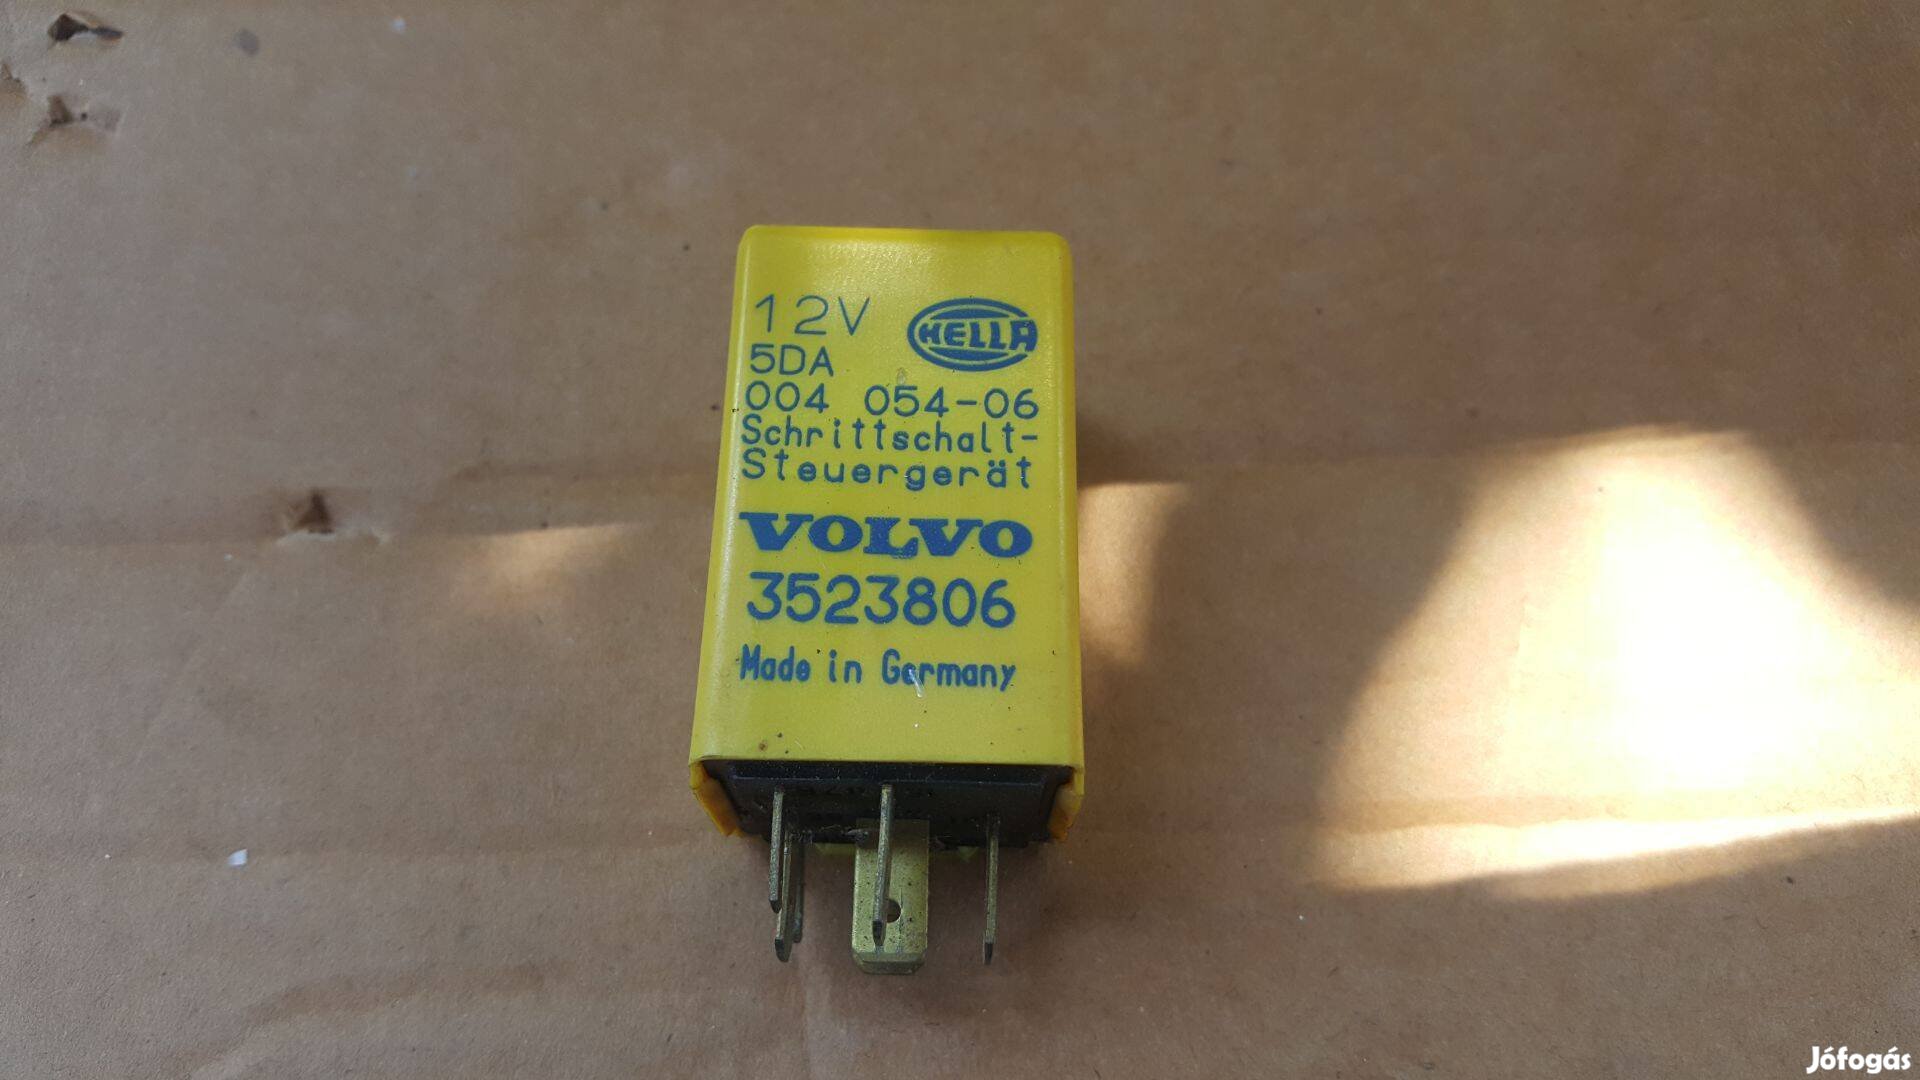 12V
HELLA
5DA
004 054-06
Schrittschalt-
Steuergerät
VOLVO
3523806
Made in Germany
Jófogás